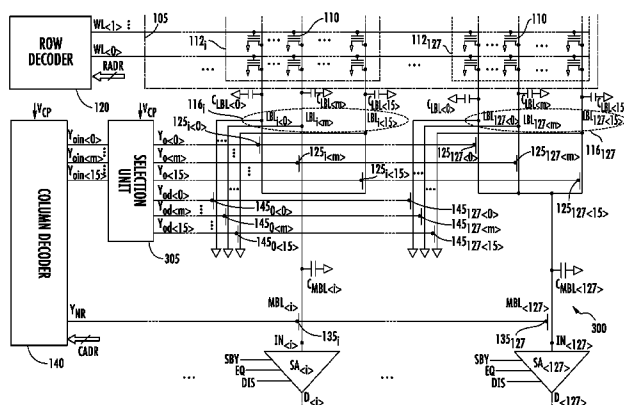 105
110
110
112i
112127
WL<1>
WL<0>
ROW DECODER
RADR
120
CLBL<0>
CLBL<m>
CLBL<15>
CLBL<0>
CLBL<m>
CLBL<15>
116i
LBLi<0>
LBLi<m>
LBLi<15>
LBL127<0>
LBL127<m>
LBL127<15>
116127
VCP
VCP
125i<0>
125i<m>
125i<15>
125127<0>
125127<m>
125127<15>
Yoin<0>
Yoin<m>
Yoin<15>
Yo<0>
Yo<m>
Yo<15>
Yod<0>
Yod<m>
Yod<15>
SELECTION UNIT
305
COLUMN DECODER
1450<0>
1450<m>
1450<15>
145127<0>
145127<m>
145127<15>
CMBL<i>
CMBL<127>
YNR
MBL<i>
MBL<127>
300
CADR
140
135i
135127
IN<i>
IN<127>
SBY
EQ
DIS
SA<i>
SBY
EQ
DIS
SA<127>
D<i>
D<127>